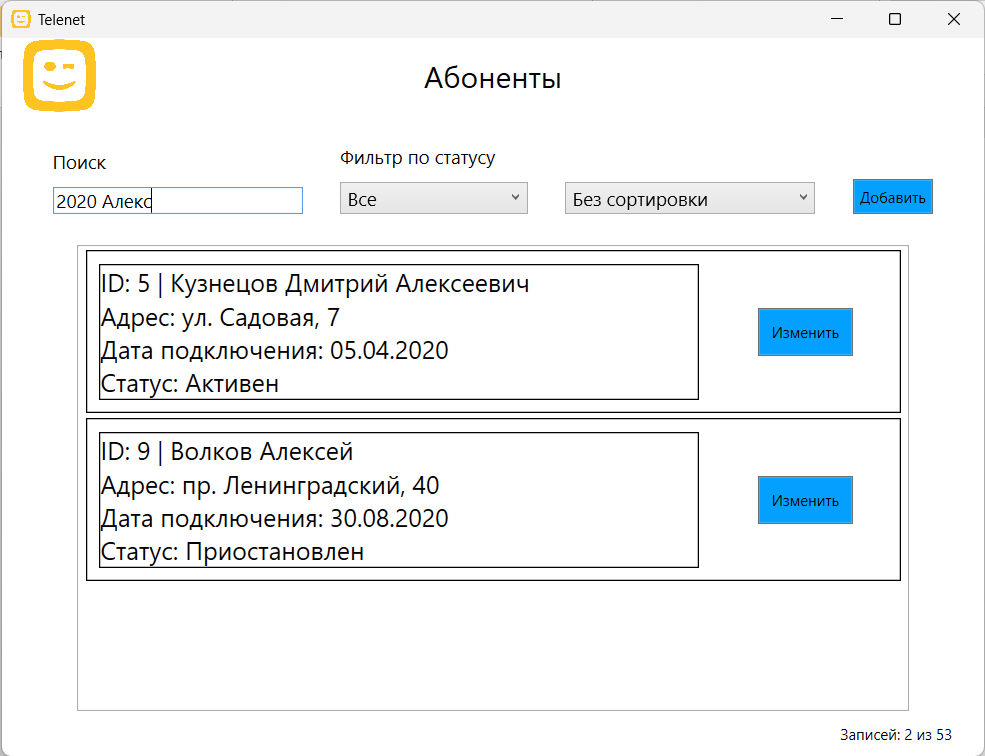 Telenet
Абоненты
Поиск
Фильтр по статусу
2020 Алекс
Все
Без сортировки
Добавить
ID: 5 | Кузнецов Дмитрий Алексеевич
Адрес: ул. Садовая, 7
Дата подключения: 05.04.2020
Статус: Активен
Изменить
ID: 9 | Волков Алексей
Адрес: пр. Ленинградский, 40
Дата подключения: 30.08.2020
Статус: Приостановлен
Изменить
Записей: 2 из 53